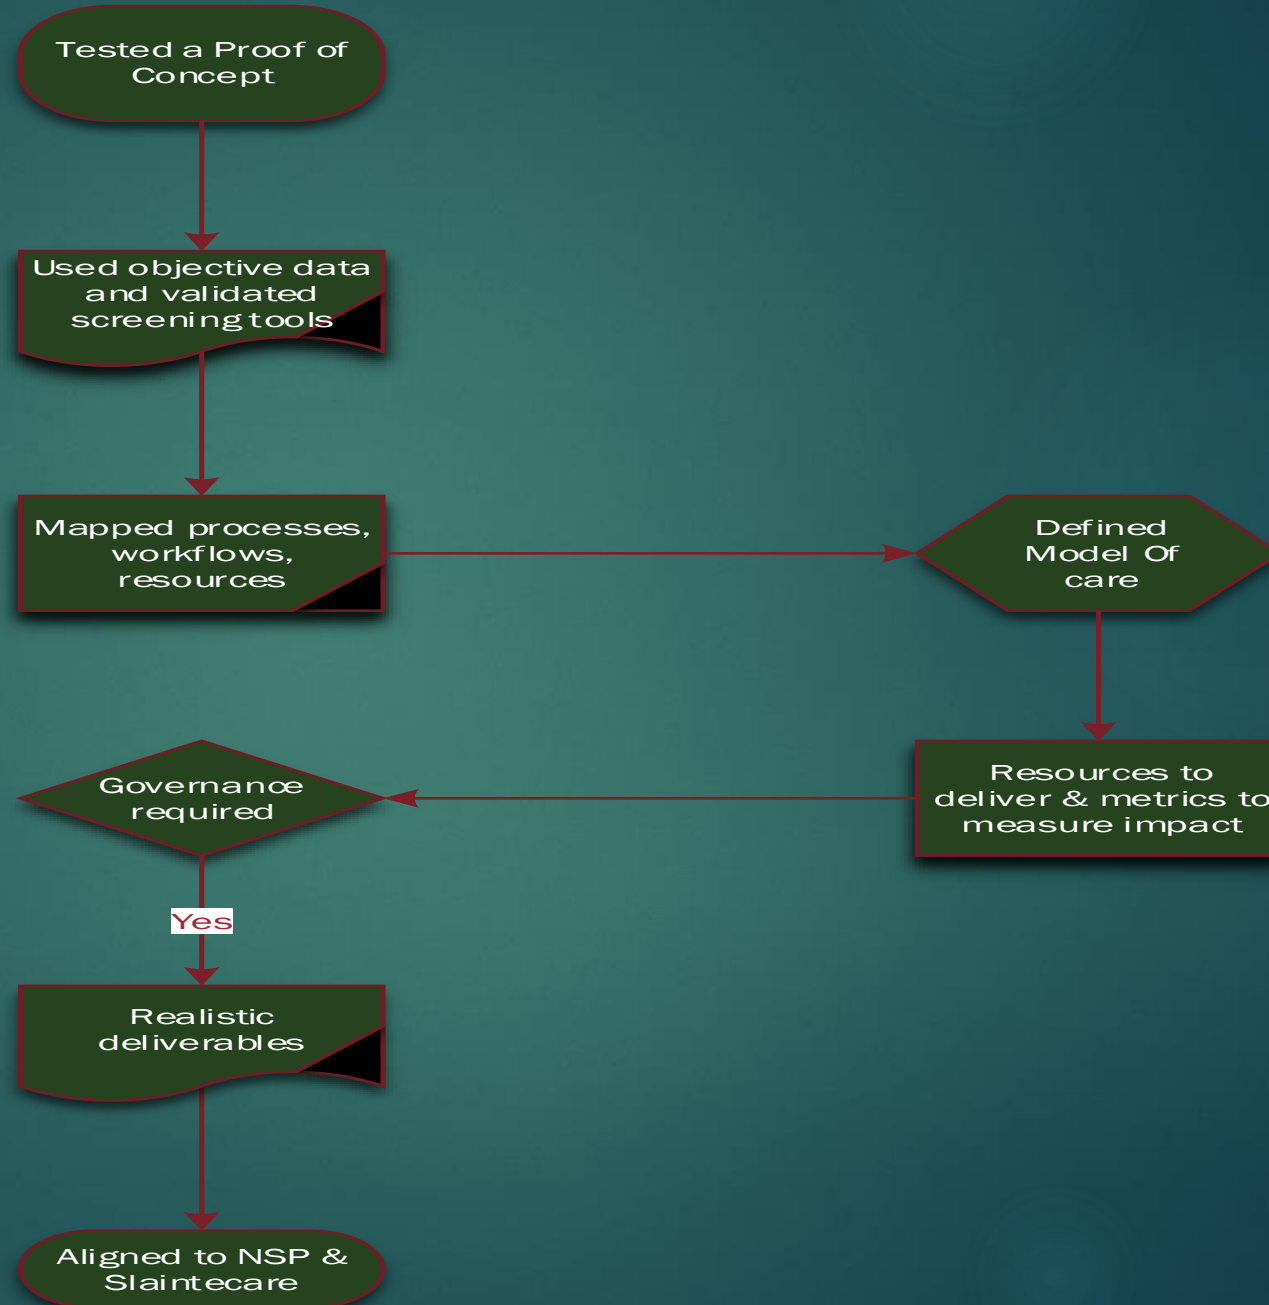 Tested a Proof of
Concept
Used objective data
and validated
screening tools
Mapped processes,
workflows,
resources
Defined
Model Of
care
Resources to
deliver & metrics to
measure impact
Governance
required
Yes
Realistic
deliverables
Aligned to NSP &
Slaintecare